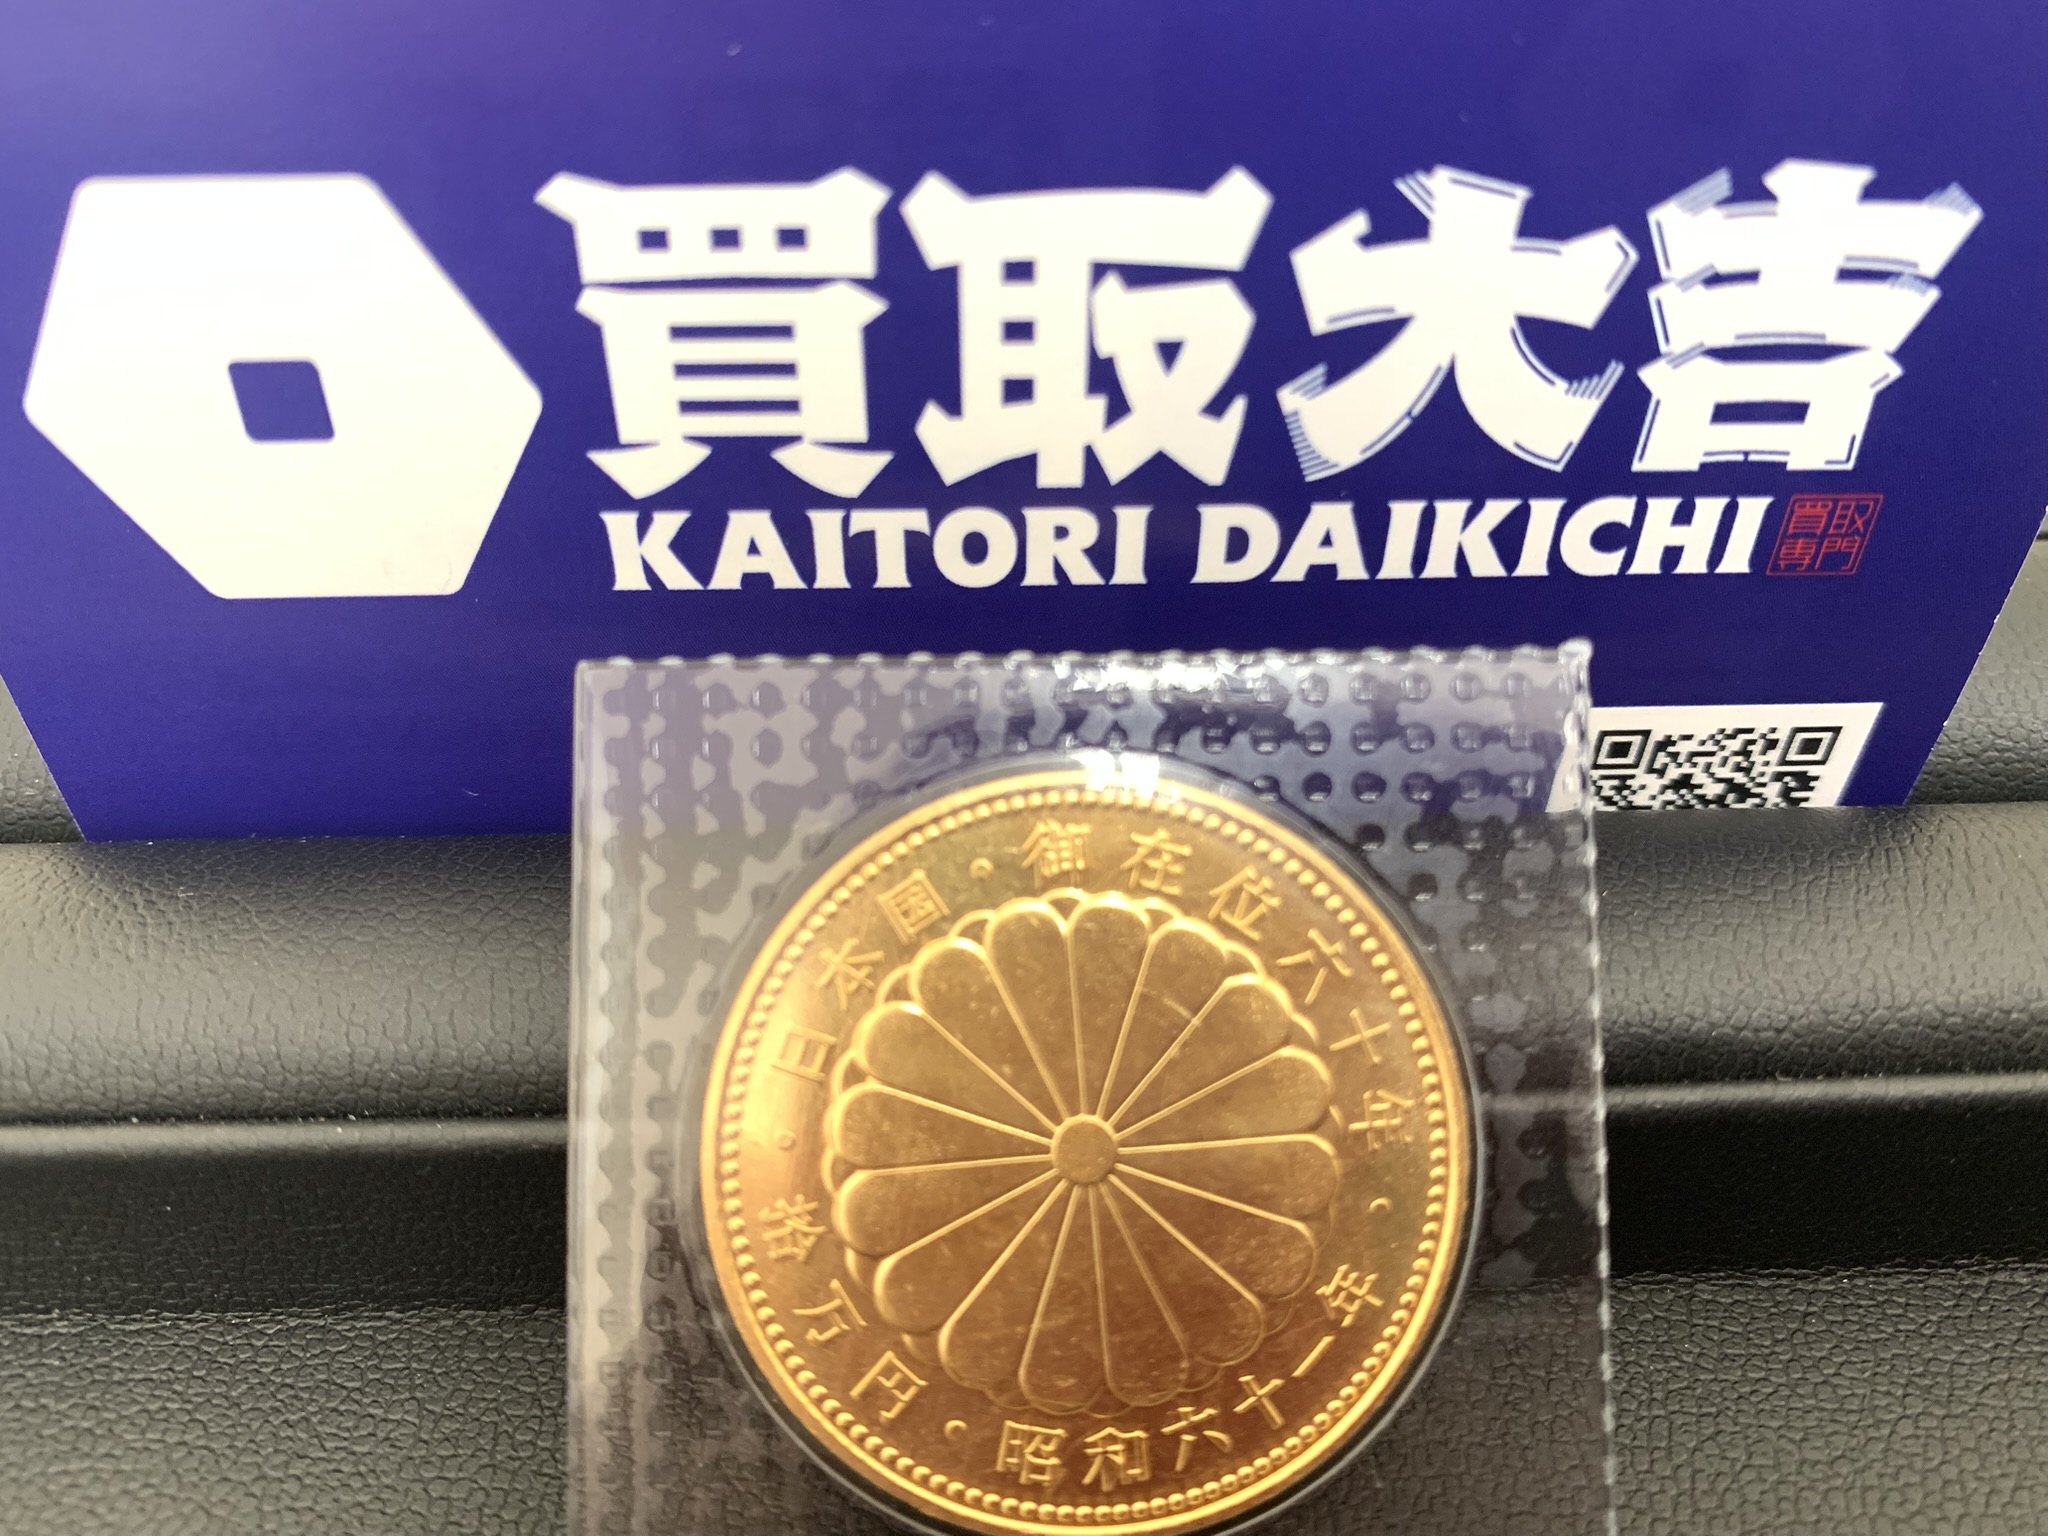 買取大吉
KAITORI DAIKICHI
買取
専門
日本国・御在位六十年・
拾万円・昭和六十一年